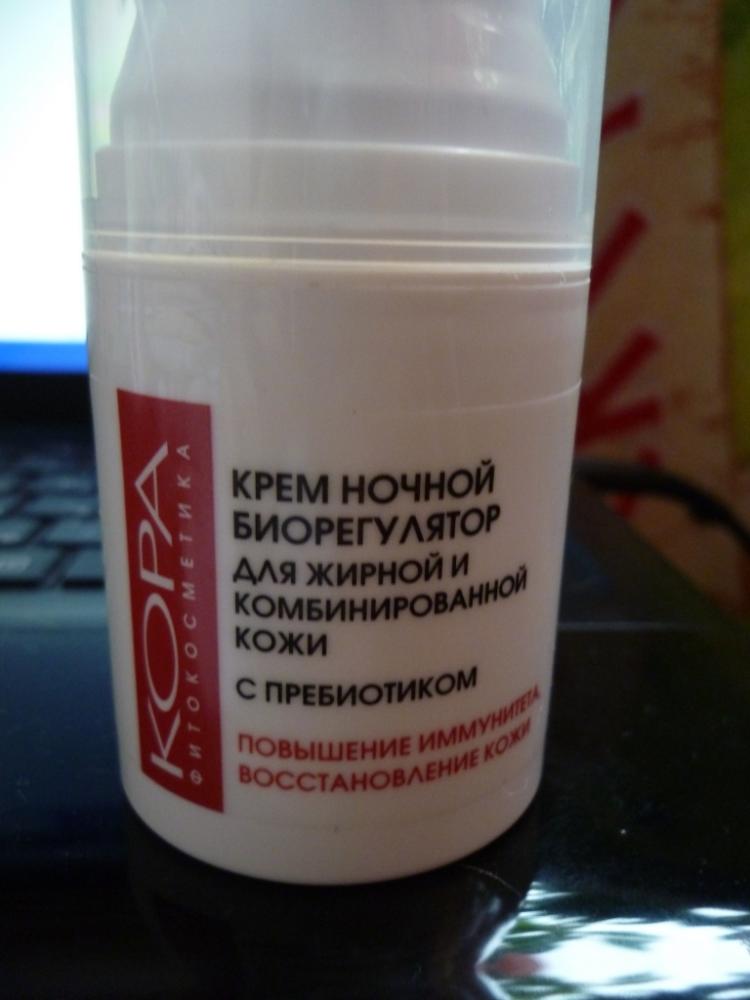 КОРА
ФИТОКОСМЕТИКА
КРЕМ НОЧНОЙ
БИОРЕГУЛЯТОР
ДЛЯ ЖИРНОЙ И
КОМБИНИРОВАННОЙ
КОЖИ
С ПРЕБИОТИКОМ
ПОВЫШЕНИЕ ИММУНИТЕТА,
ВОССТАНОВЛЕНИЕ КОЖИ